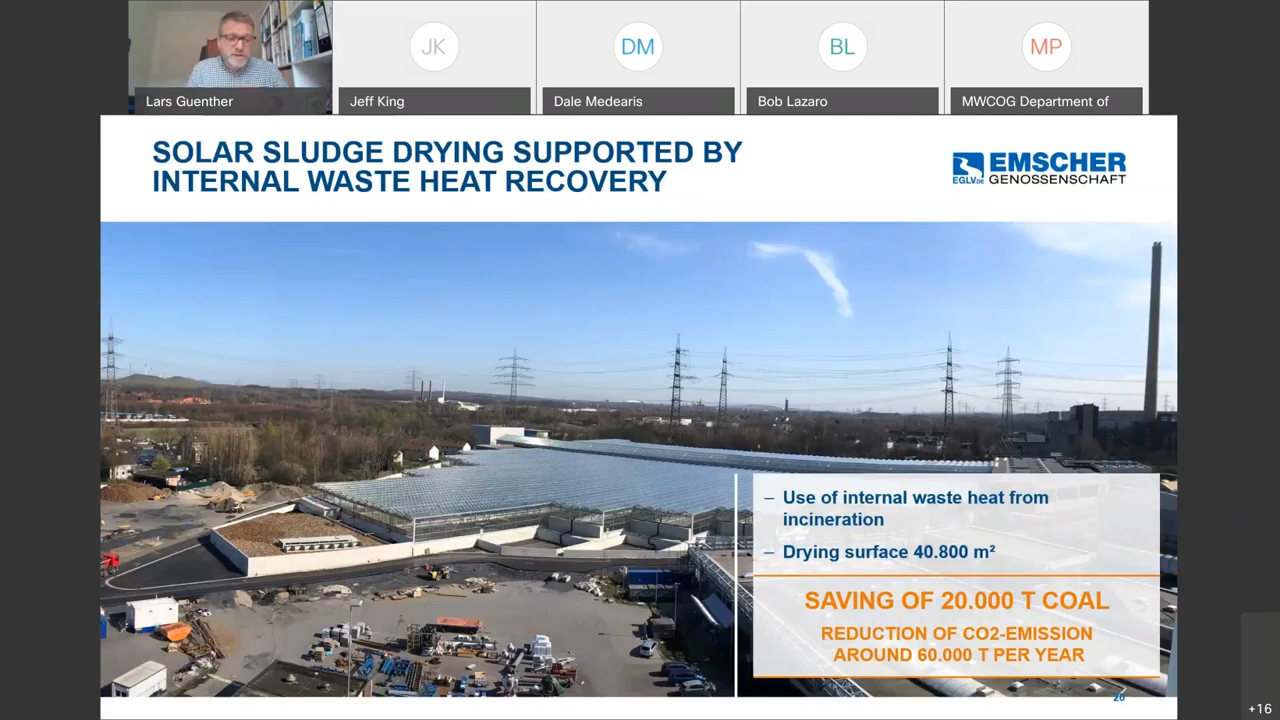 JK
DM
BL
MP
Lars Guenther
Jeff King
Dale Medearis
Bob Lazaro
MWCOG Department of
SOLAR SLUDGE DRYING SUPPORTED BY
INTERNAL WASTE HEAT RECOVERY
EMSCHER
EGLV.DE GENOSSENSCHAFT
– Use of internal waste heat from
incineration
– Drying surface 40.800 m²
SAVING OF 20.000 T COAL
REDUCTION OF CO2-EMISSION
AROUND 60.000 T PER YEAR
20
+16